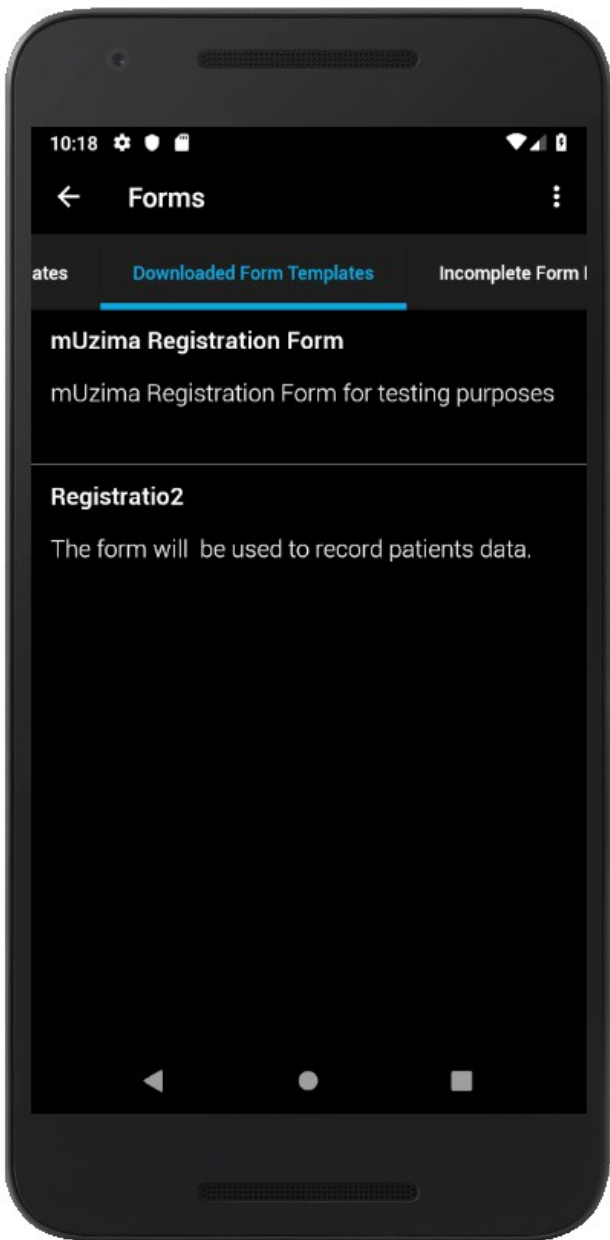 10:18
Forms
ates Downloaded Form Templates Incomplete Form
mUzima Registration Form
mUzima Registration Form for testing purposes
Registratio2
The form will  be used to record patients data.